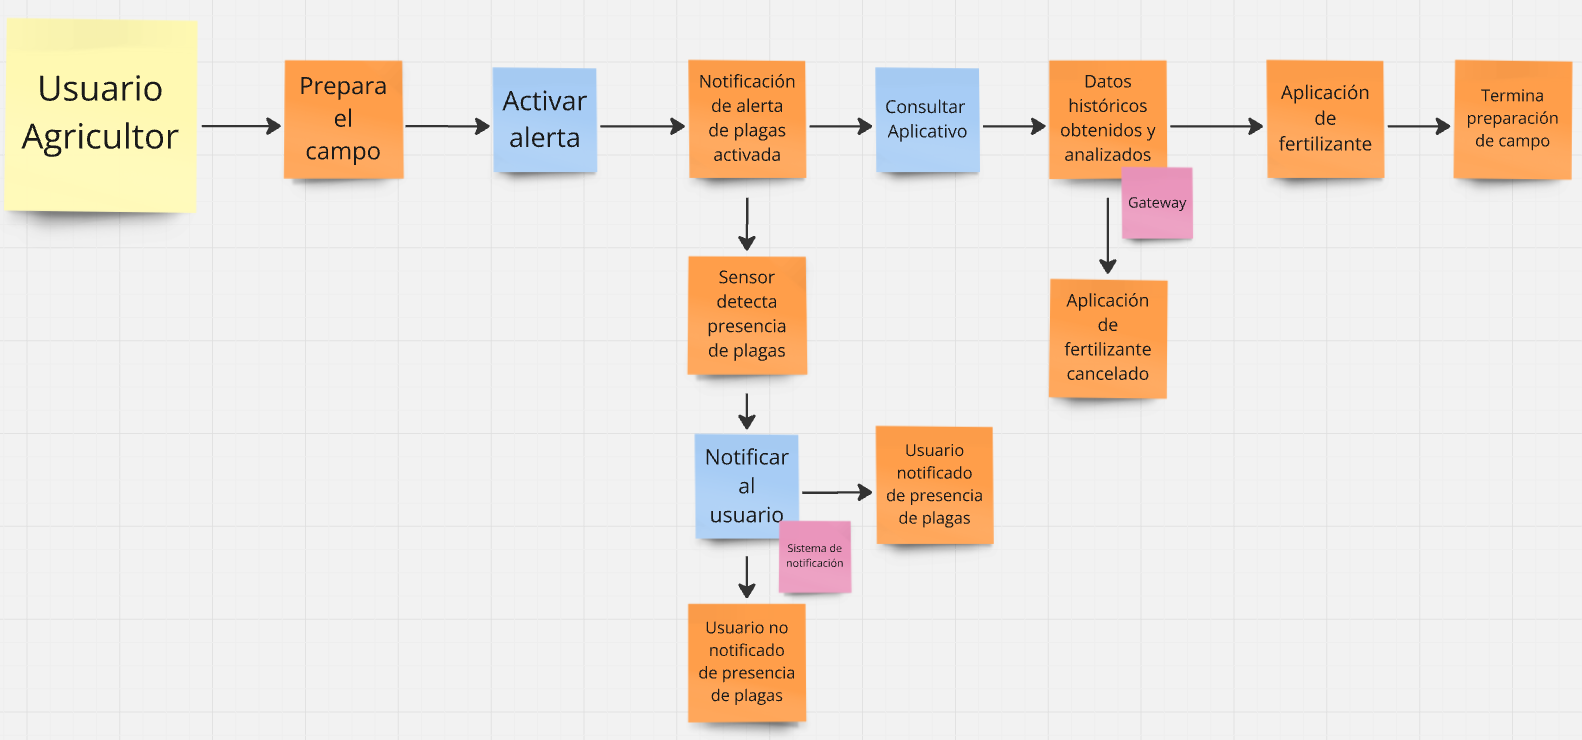 Usuario
Agricultor
Prepara
el
campo
Activar
alerta
Notificación
de alerta
de plagas
activada
Consultar
Aplicativo
Datos
históricos
obtenidos y
analizados
Gateway
Aplicación
de
fertilizante
Termina
preparación
de campo
Sensor
detecta
presencia
de plagas
Aplicación
de
fertilizante
cancelado
Notificar
al
usuario
Sistema de
notificación
Usuario
notificado
de presencia
de plagas
Usuario no
notificado
de presencia
de plagas